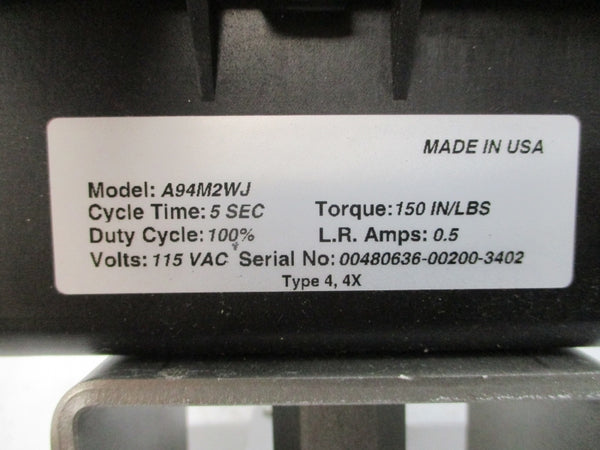 MADE IN USA
Model: A94M2WJ
Cycle Time: 5 SEC Torque: 150 IN/LBS
Duty Cycle: 100% L.R. Amps: 0.5
Volts: 115 VAC Serial No: 00480636-00200-3402
Type 4, 4X